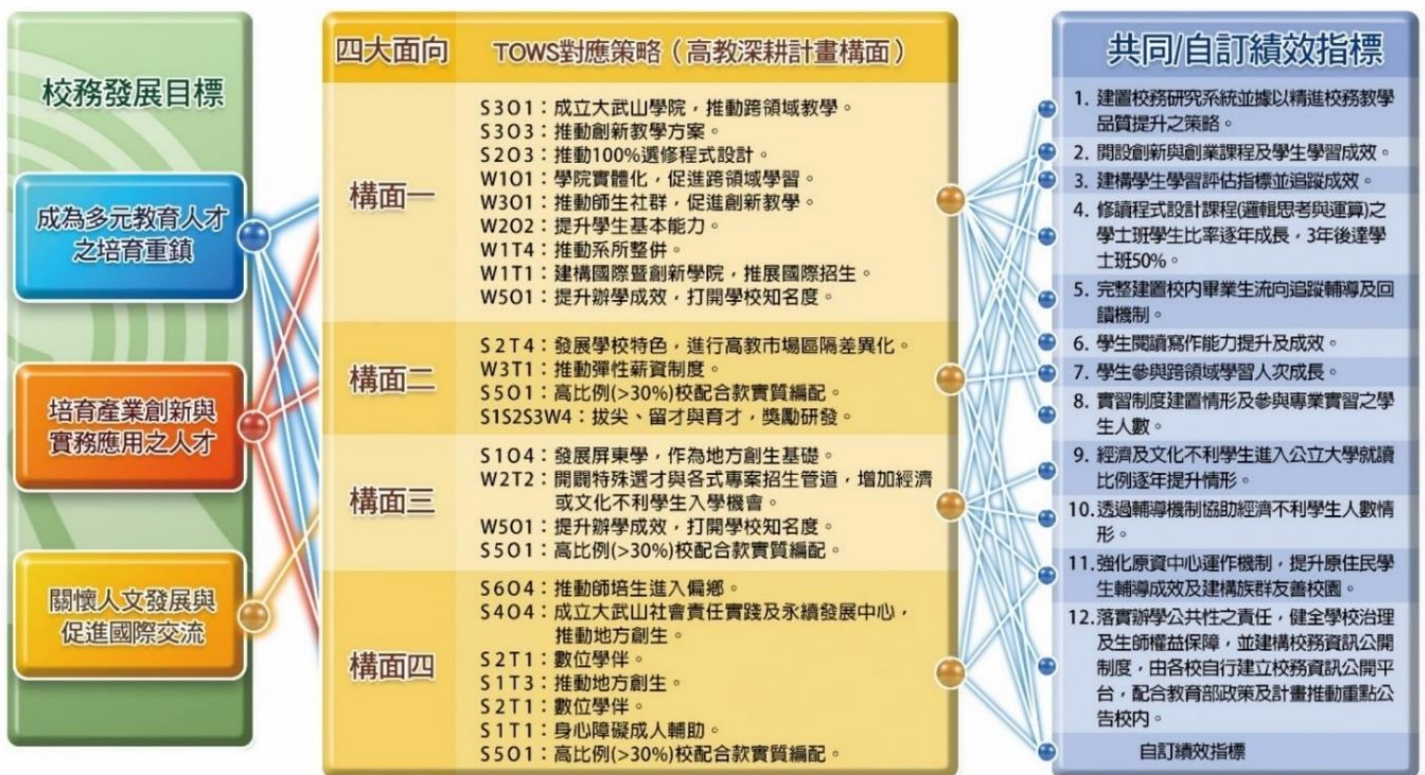 校務發展目標
成為多元教育人才
之培育重鎮
培育產業創新與
實務應用之人才
關懷人文發展與
促進國際交流
四大面向
TOWS對應策略（高教深耕計畫構面）
構面一
S3O1：成立大武山學院，推動跨領域教學。
S3O3：推動創新教學方案。
S2O3：推動100%選修程式設計。
W1O1：學院實體化，促進跨領域學習。
W3O1：推動師生社群，促進創新教學。
W2O2：提升學生基本能力。
W1T4：推動系所整併。
W1T1：建構國際暨創新學院，推展國際招生。
W5O1：提升辦學成效，打開學校知名度。
構面二
S2T4：發展學校特色，進行高教市場區隔差異化。
W3T1：推動彈性薪資制度。
S5O1：高比例(>30%)校配合款實質編配。
S1S2S3W4：拔尖、留才與育才，獎勵研發。
構面三
S1O4：發展屏東學，作為地方創生基礎。
W2T2：開闢特殊選才與各式專案招生管道，增加經濟
或文化不利學生入學機會。
W5O1：提升辦學成效，打開學校知名度。
S5O1：高比例(>30%)校配合款實質編配。
構面四
S6O4：推動師培生進入偏鄉。
S4O4：成立大武山社會責任實踐及永續發展中心，
推動地方創生。
S2T1：數位學伴。
S1T3：推動地方創生。
S2T1：數位學伴。
S1T1：身心障礙成人輔助。
S5O1：高比例(>30%)校配合款實質編配。
共同/自訂績效指標
1. 建置校務研究系統並據以精進校務教學
品質提升之策略。
2. 開設創新與創業課程及學生學習成效。
3. 建構學生學習評估指標並追蹤成效。
4. 修讀程式設計課程(邏輯思考與運算)之
學士班學生比率逐年成長，3年後達學
士班50%。
5. 完整建置校內畢業生流向追蹤輔導及回
饋機制。
6. 學生閱讀寫作能力提升及成效。
7. 學生參與跨領域學習人次成長。
8. 實習制度建置情形及參與專業實習之學
生人數。
9. 經濟及文化不利學生進入公立大學就讀
比例逐年提升情形。
10. 透過輔導機制協助經濟不利學生人數情
形。
11. 強化原資中心運作機制，提升原住民學
生輔導成效及建構族群友善校園。
12. 落實辦學公共性之責任，健全學校治理
及生師權益保障，並建構校務資訊公開
制度，由各校自行建立校務資訊公開平
台，配合教育部政策及計畫推動重點公
告校內。
自訂績效指標